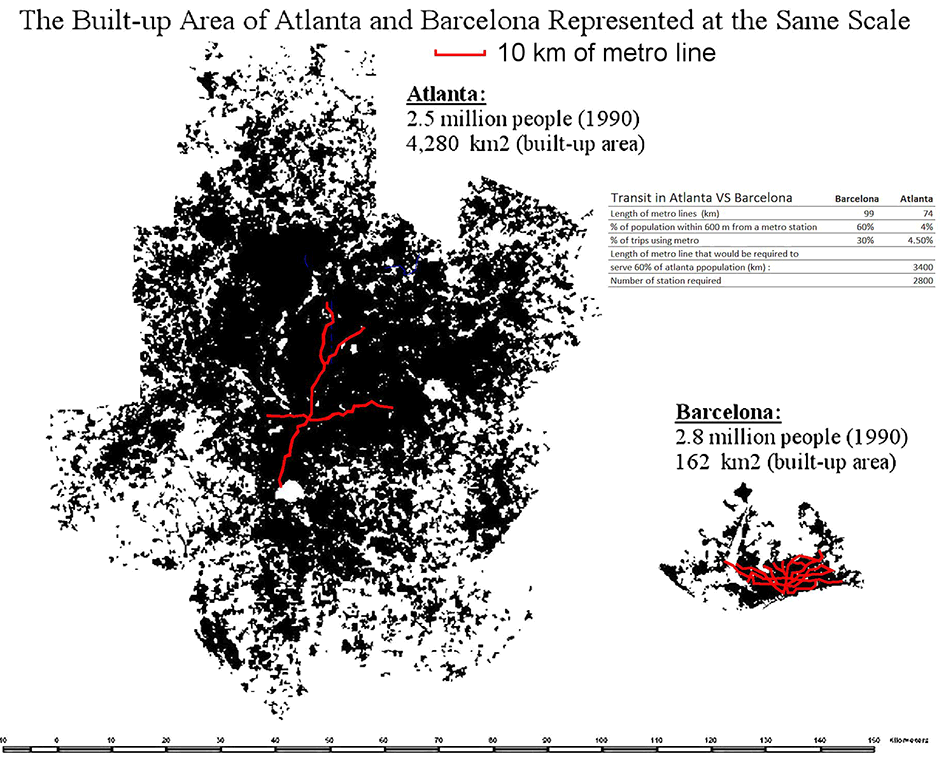 The Built-up Area of Atlanta and Barcelona Represented at the Same Scale
10 km of metro line
Atlanta:
2.5 million people (1990)
4,280 km2 (built-up area)
Transit in Atlanta VS Barcelona Barcelona Atlanta
Length of metro lines (km) 99 74
% of population within 600 m from a metro station 60% 4%
% of trips using metro 30% 4.50%
Length of metro line that would be required to
serve 60% of atlanta ppopulation (km) : 3400
Number of station required 2800
Barcelona:
2.8 million people (1990)
162 km2 (built-up area)
10 0 10 20 30 40 50 60 70 80 90 100 110 120 130 140 150 Kilometers